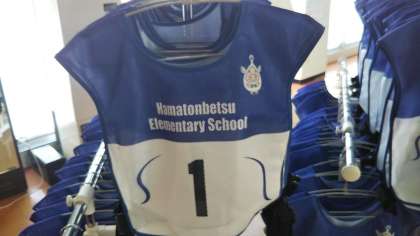 Hamatonbetsu
Elementary School
1